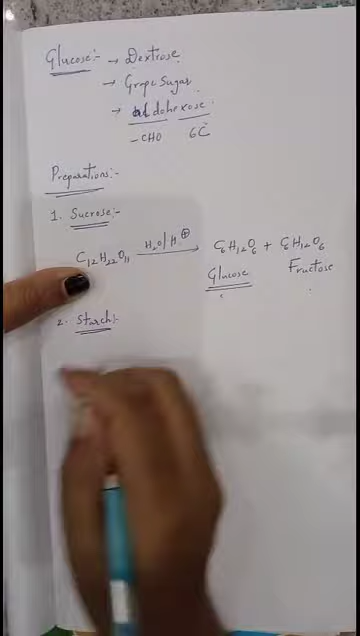 Glucose:- → Dextrose
→ Grape Sugar
→ aldohexose
-CHO 6C
Preparations:-
1. Sucrose:-
C12H22O11 H2O/H⊕ → C6H12O6 + C6H12O6
Glucose Fructose
2. Starch:-